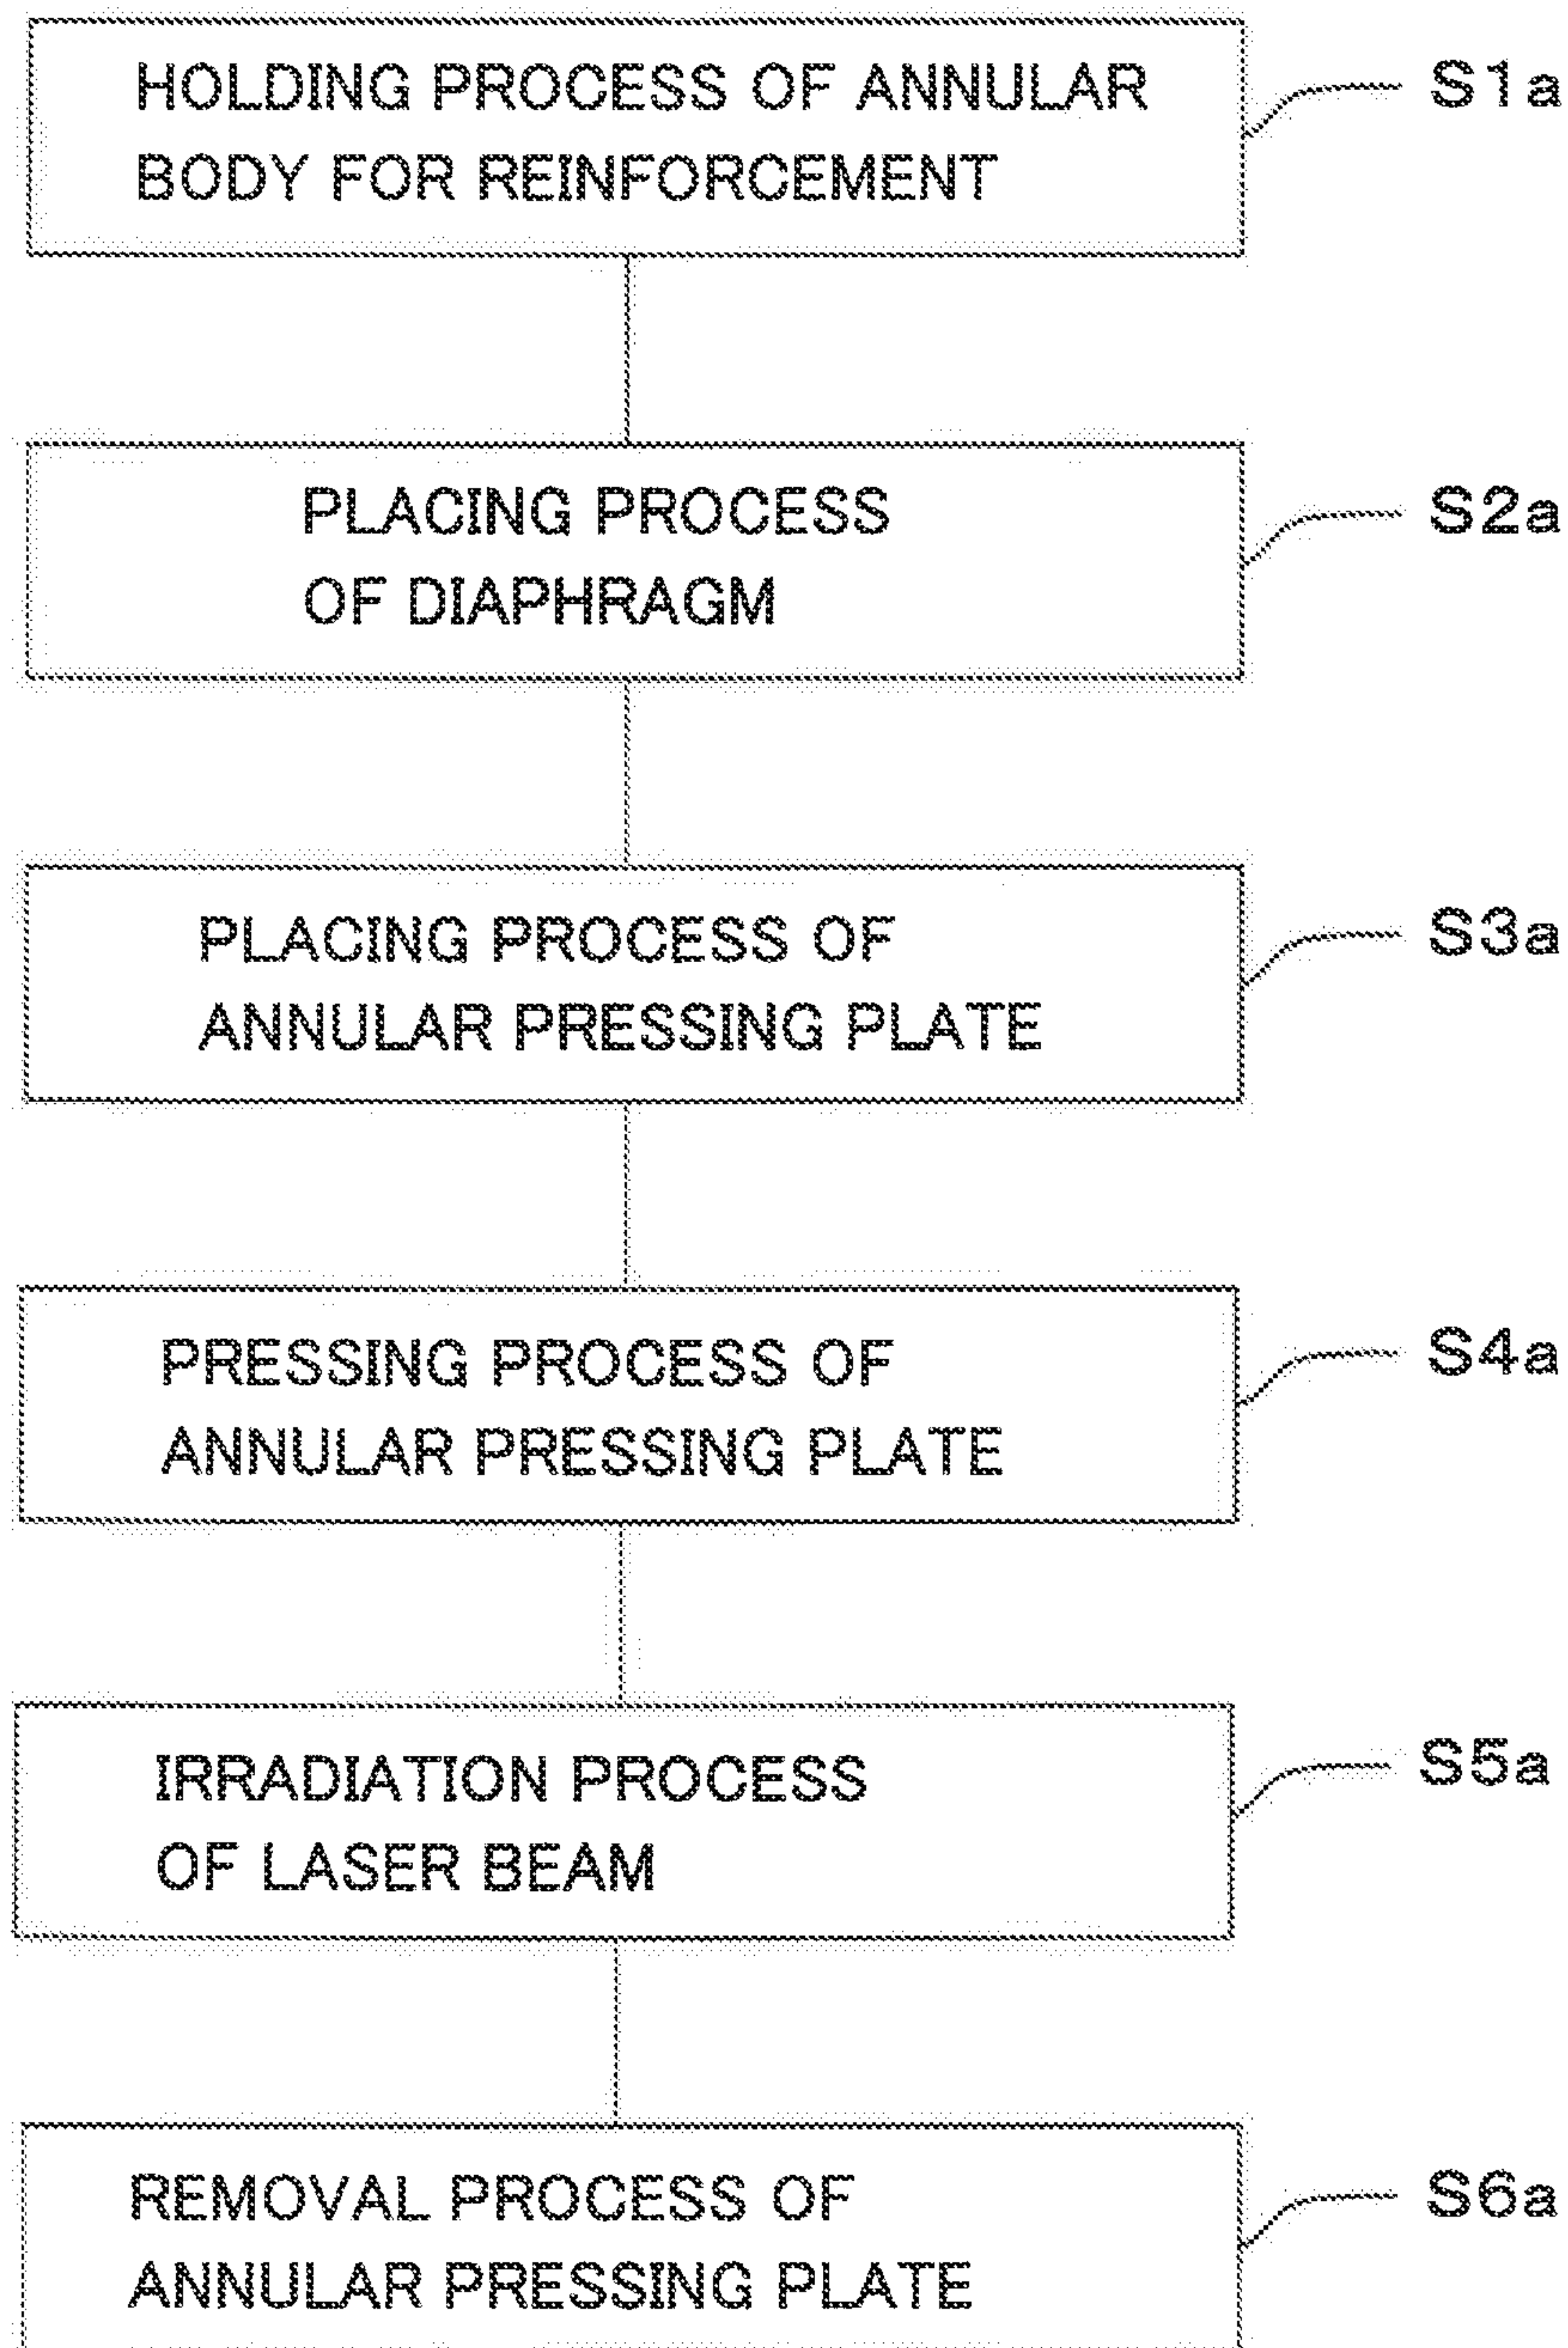 HOLDING PROCESS OF ANNULAR
BODY FOR REINFORCEMENT
S1a
PLACING PROCESS
OF DIAPHRAGM
S2a
PLACING PROCESS OF
ANNULAR PRESSING PLATE
S3a
PRESSING PROCESS OF
ANNULAR PRESSING PLATE
S4a
IRRADIATION PROCESS
OF LASER BEAM
S5a
REMOVAL PROCESS OF
ANNULAR PRESSING PLATE
S6a